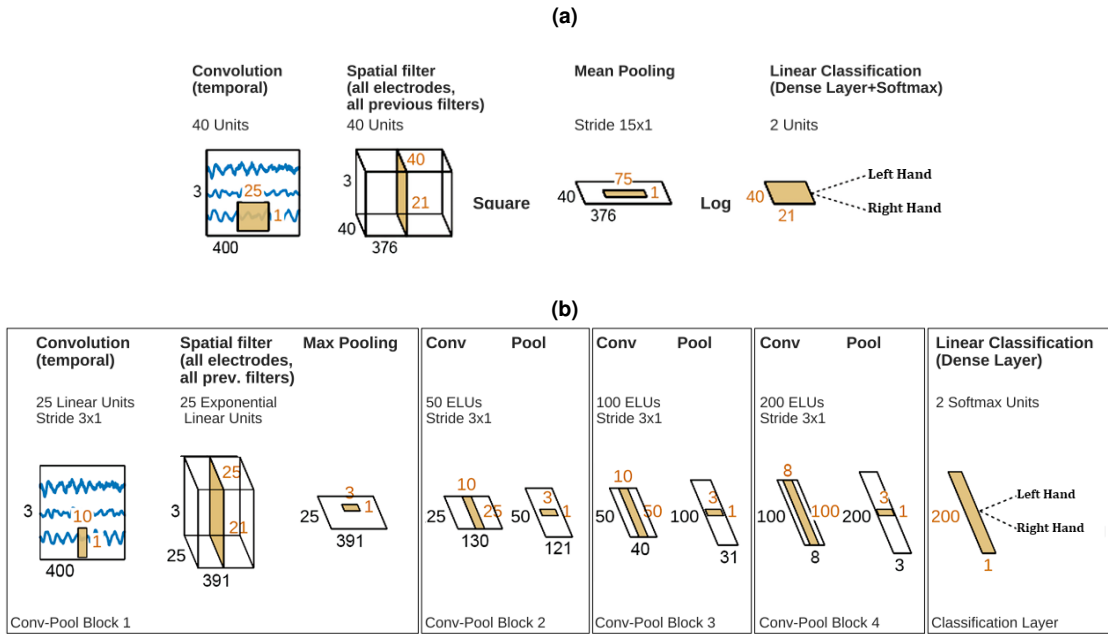 (a)
Convolution
(temporal)
40 Units
3
25
1
400
Spatial filter
(all electrodes,
all previous filters)
40 Units
40
3
21
40
376
Square
Mean Pooling
Stride 15x1
75
40
1
376
Log
Linear Classification
(Dense Layer+Softmax)
2 Units
40
21
Left Hand
Right Hand
(b)
Convolution
(temporal)
25 Linear Units
Stride 3x1
3
10
1
400
Spatial filter
(all electrodes,
all prev. filters)
25 Exponential
Linear Units
25
3
21
25
391
Max Pooling
3
25
1
391
Conv-Pool Block 1
Conv
Pool
50 ELUs
Stride 3x1
10
25
25
130
3
50
1
121
Conv-Pool Block 2
Conv
Pool
100 ELUs
Stride 3x1
10
50
50
40
3
100
1
31
Conv-Pool Block 3
Conv
Pool
200 ELUs
Stride 3x1
8
100
100
8
3
200
1
3
Conv-Pool Block 4
Linear Classification
(Dense Layer)
2 Softmax Units
200
1
Left Hand
Right Hand
Classification Layer